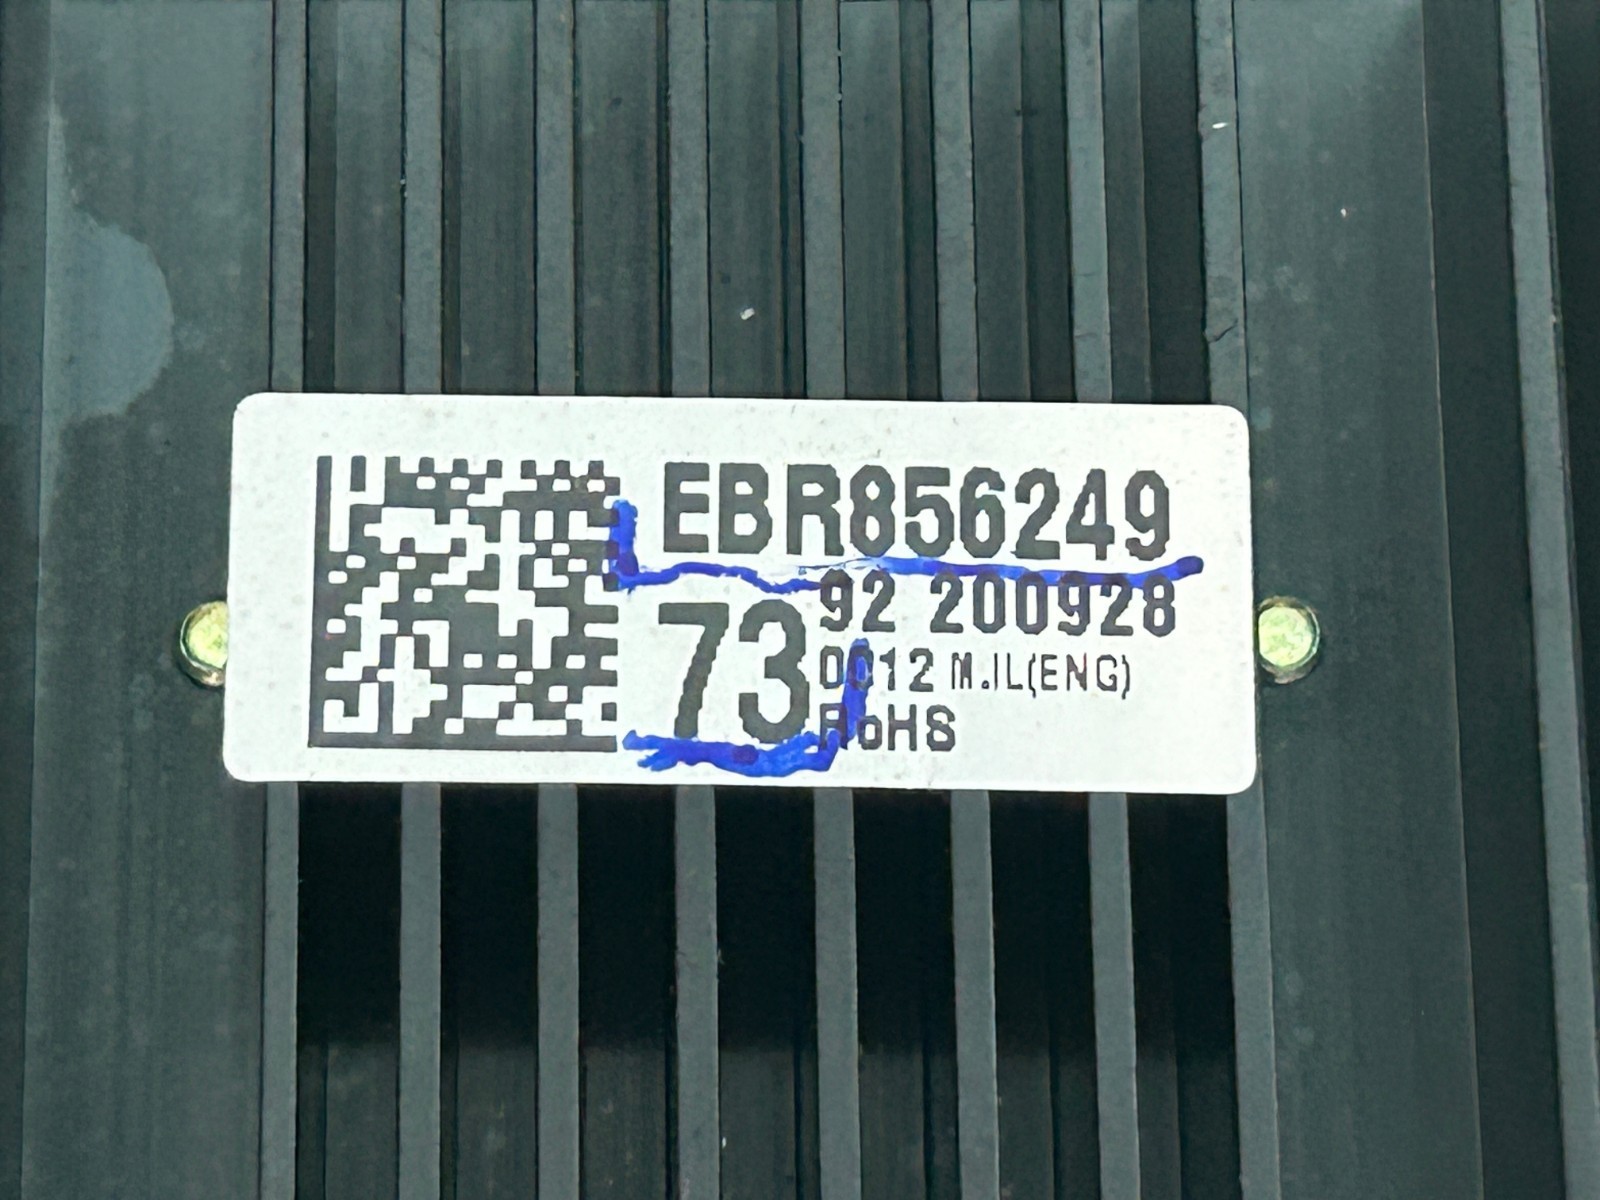 EBR856249
73
92 200928
0012 M.IL(ENG)
RoHS